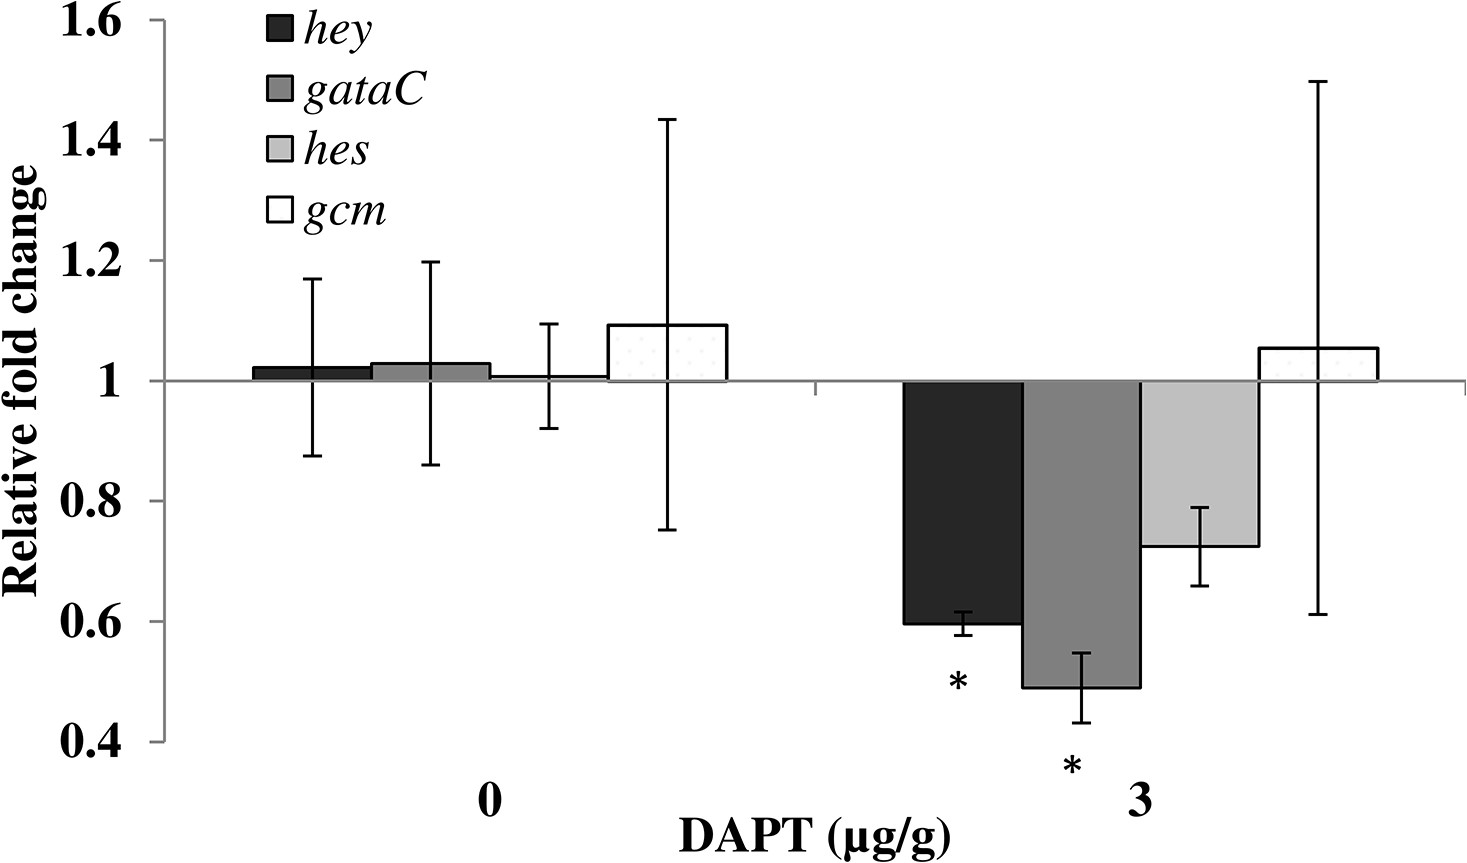 hey
gataC
hes
gcm
Relative fold change
1.6
1.4
1.2
1
0.8
0.6
0.4
*
*
0
3
DAPT (µg/g)